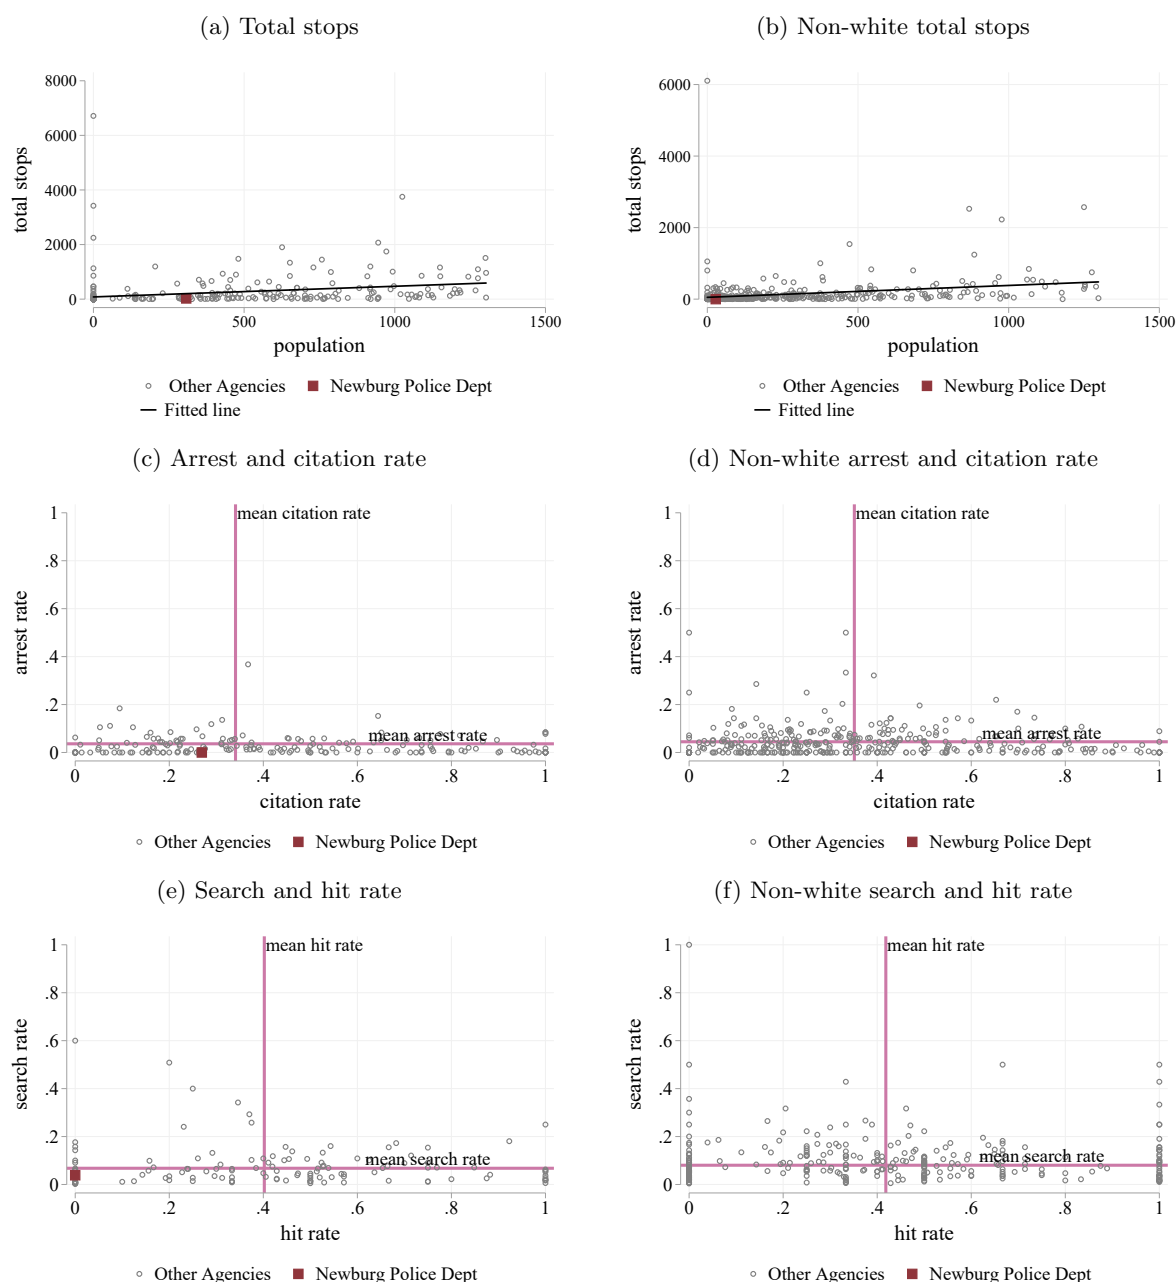 (a) Total stops
(b) Non-white total stops
8000
6000
4000
2000
0
total stops
0 500 1000 1500
population
Other Agencies Newburg Police Dept
Fitted line
6000
4000
2000
0
total stops
0 500 1000 1500
population
Other Agencies Newburg Police Dept
Fitted line
(c) Arrest and citation rate
(d) Non-white arrest and citation rate
mean citation rate
1
.8
.6
.4
.2
0
arrest rate
mean arrest rate
0 .2 .4 .6 .8 1
citation rate
Other Agencies Newburg Police Dept
mean citation rate
1
.8
.6
.4
.2
0
arrest rate
mean arrest rate
0 .2 .4 .6 .8 1
citation rate
Other Agencies Newburg Police Dept
(e) Search and hit rate
(f) Non-white search and hit rate
mean hit rate
1
.8
.6
.4
.2
0
search rate
mean search rate
0 .2 .4 .6 .8 1
hit rate
Other Agencies Newburg Police Dept
mean hit rate
1
.8
.6
.4
.2
0
search rate
mean search rate
0 .2 .4 .6 .8 1
hit rate
Other Agencies Newburg Police Dept